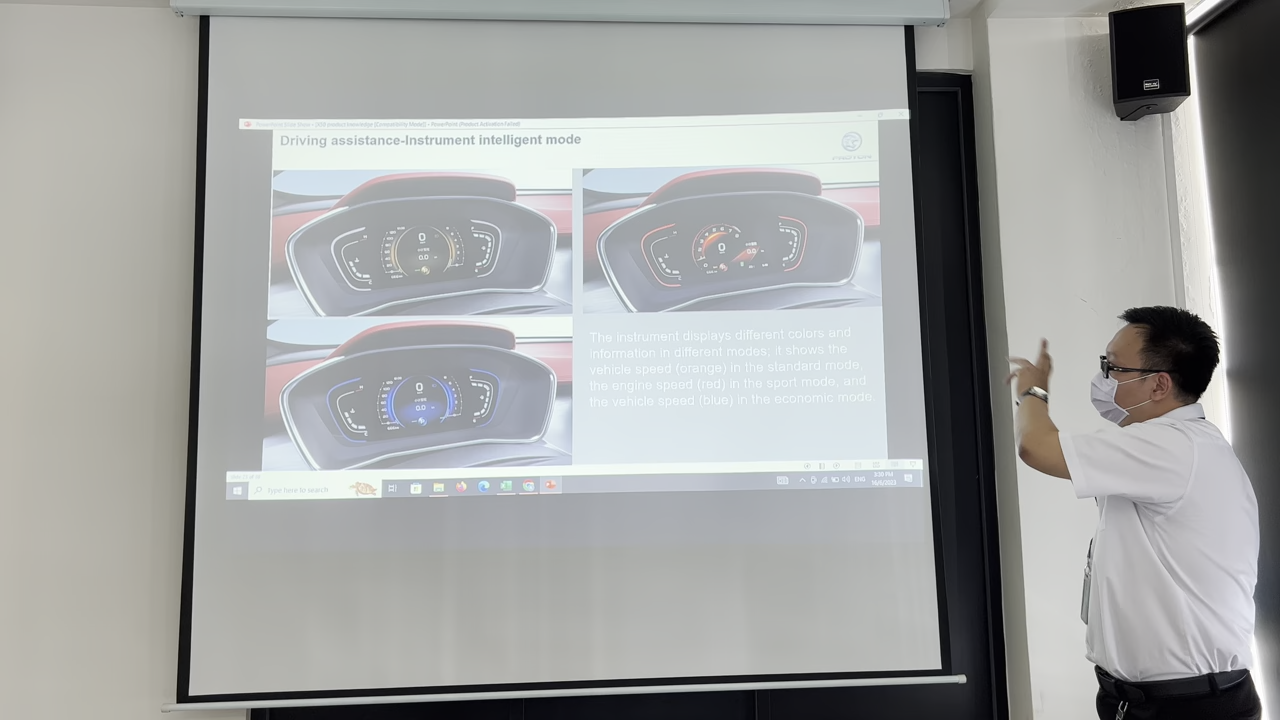 Driving assistance-Instrument intelligent mode
PROTON
The instrument displays different colors and
information in different modes; it shows the
vehicle speed (orange) in the standard mode,
the engine speed (red) in the sport mode, and
the vehicle speed (blue) in the economic mode
Type here to search
ENG